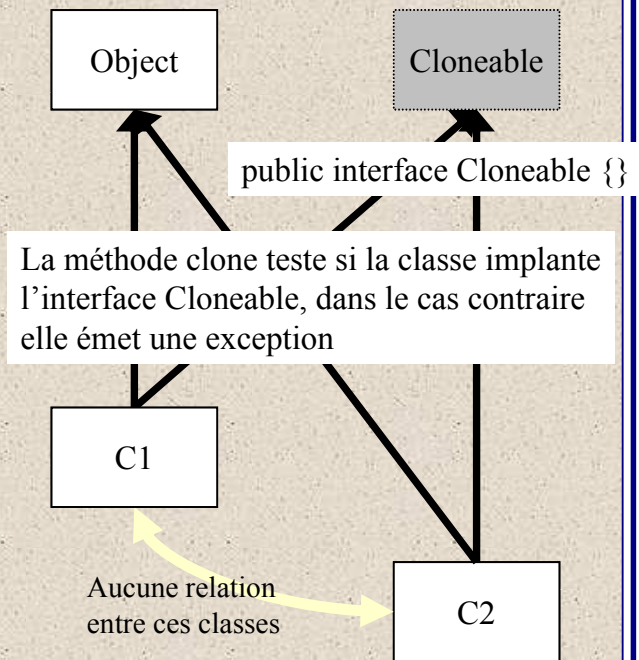 Object
Cloneable
public interface Cloneable {}
La méthode clone teste si la classe implante
l’interface Cloneable, dans le cas contraire
elle émet une exception
C1
Aucune relation
entre ces classes
C2